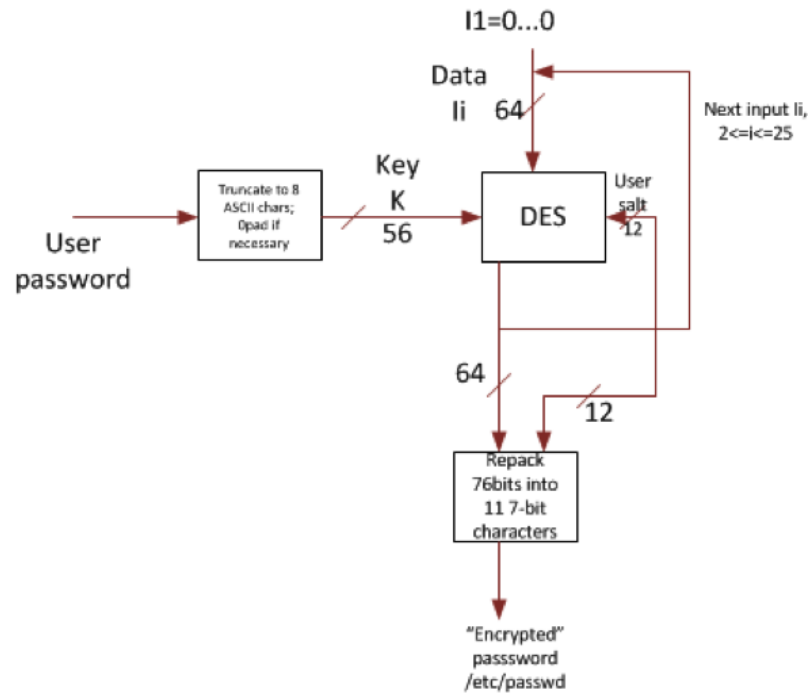 I1=0...0
Data
Ii
64
Next input Ii,
2<=i<=25
Truncate to 8
ASCII chars;
0pad if
necessary
Key
K
56
DES
User
salt
12
User
password
64
12
Repack
76bits into
11 7-bit
characters
“Encrypted”
passsword
/etc/passwd